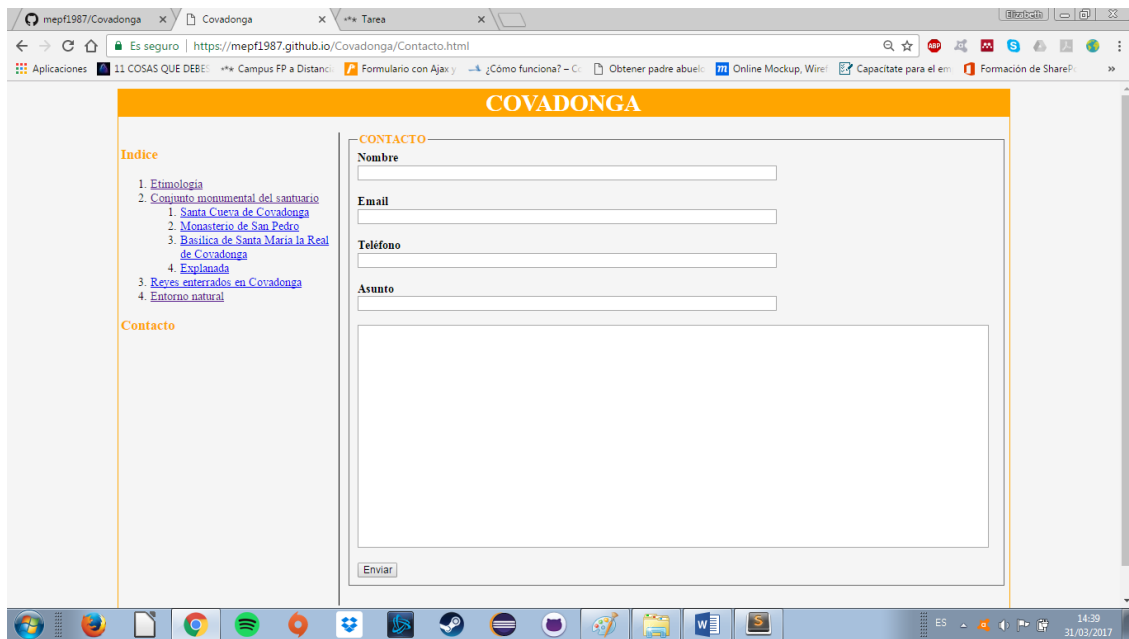 mepf1987/Covadonga
Covadonga
Tarea
Elizabeth
Es seguro
https://mepf1987.github.io/Covadonga/Contacto.html
ABP
Aplicaciones
11 COSAS QUE DEBES
Campus FP a Distanci
Formulario con Ajax y
¿Cómo funciona? – Co
Obtener padre abuelo
Online Mockup, Wiref
Capacítate para el em
Formación de ShareP
»
COVADONGA
Indice
1. Etimología
2. Conjunto monumental del santuario
1. Santa Cueva de Covadonga
2. Monasterio de San Pedro
3. Basílica de Santa María la Real
de Covadonga
4. Explanada
3. Reyes enterrados en Covadonga
4. Entorno natural
Contacto
CONTACTO
Nombre
Email
Teléfono
Asunto
Enviar
ES
14:39
31/03/2017